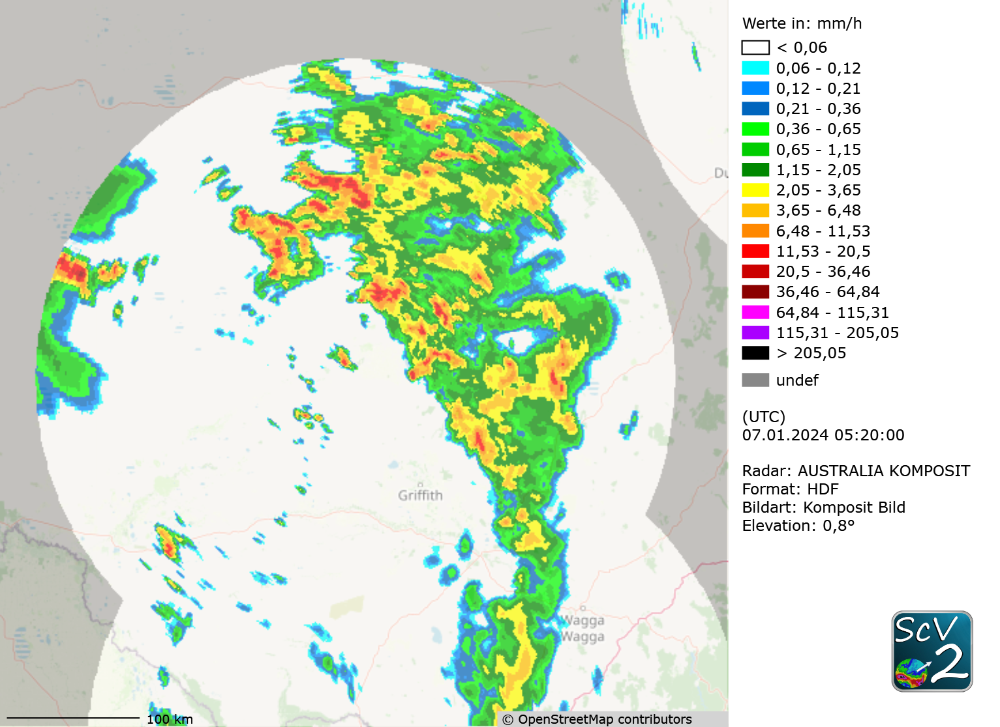 Werte in: mm/h
< 0,06
0,06 - 0,12
0,12 - 0,21
0,21 - 0,36
0,36 - 0,65
0,65 - 1,15
1,15 - 2,05
2,05 - 3,65
3,65 - 6,48
6,48 - 11,53
11,53 - 20,5
20,5 - 36,46
36,46 - 64,84
64,84 - 115,31
115,31 - 205,05
> 205,05
undef
(UTC)
07.01.2024 05:20:00
Radar: AUSTRALIA KOMPOSIT
Format: HDF
Bildart: Komposit Bild
Elevation: 0,8°
Du
Griffith
Wagga
Wagga
ScV
2
100 km
© OpenStreetMap contributors